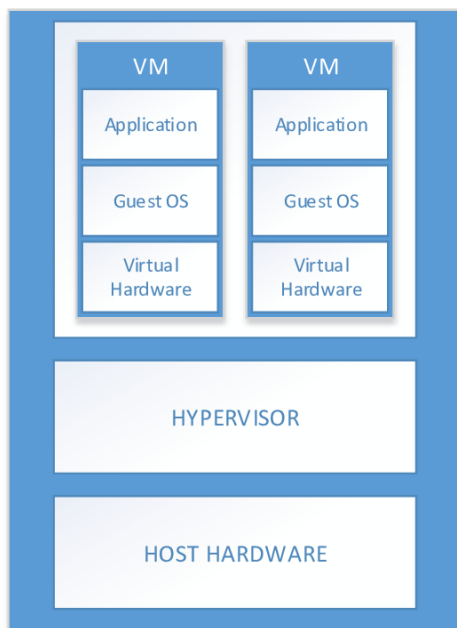 VM
Application
Guest OS
Virtual
Hardware
VM
Application
Guest OS
Virtual
Hardware
HYPERVISOR
HOST HARDWARE